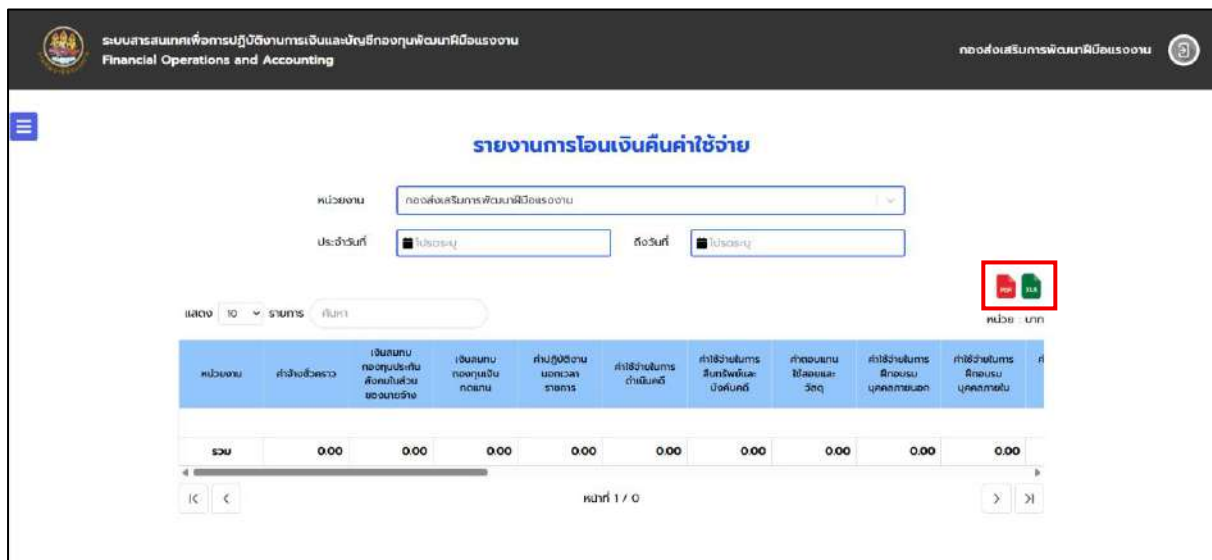 ระบบสารสนเทศเพื่อการปฏิบัติงานการเงินและบัญชีกองทุนพัฒนาฝีมือแรงงาน
Financial Operations and Accounting
กองส่งเสริมการพัฒนาฝีมือแรงงาน
รายงานการโอนเงินคืนค่าใช้จ่าย
หน่วยงาน กองส่งเสริมการพัฒนาฝีมือแรงงาน
ประจำวันที่ โปรดระบุ ถึงวันที่ โปรดระบุ
PDF XLS
แสดง 10 รายการ ค้นหา
หน่วย : บาท
หน่วยงาน
ค่าจ้างชั่วคราว
เงินสมทบ
กองทุนประกัน
สังคมในส่วน
ของนายจ้าง
เงินสมทบ
กองทุนเงิน
ทดแทน
ค่าปฏิบัติงาน
นอกเวลา
ราชการ
ค่าใช้จ่ายในการ
ดำเนินคดี
ค่าใช้จ่ายในการ
สืบทรัพย์และ
บังคับคดี
ค่าตอบแทน
ใช้สอยและ
วัสดุ
ค่าใช้จ่ายในการ
ฝึกอบรม
บุคคลภายนอก
ค่าใช้จ่ายในการ
ฝึกอบรม
บุคคลภายใน
รวม 0.00 0.00 0.00 0.00 0.00 0.00 0.00 0.00 0.00
หน้าที่ 1 / 0